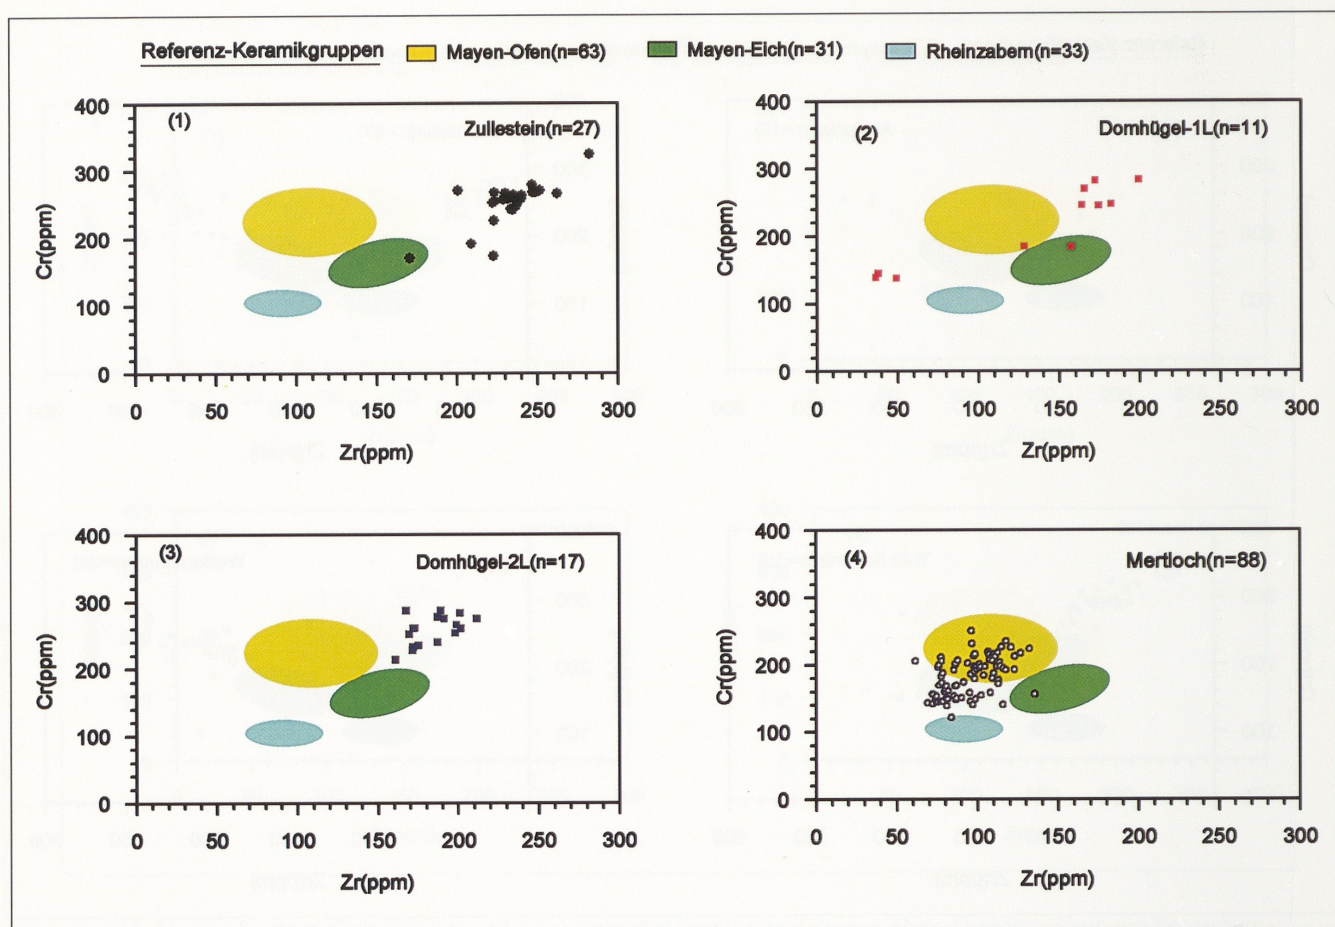 Referenz-Keramikgruppen Mayen-Ofen(n=63) Mayen-Eich(n=31) Rheinzabern(n=33)
(1) Zullestein(n=27)
Cr(ppm)
400
300
200
100
0
0 50 100 150 200 250 300
Zr(ppm)
(2) Domhügel-1L(n=11)
Cr(ppm)
400
300
200
100
0
0 50 100 150 200 250 300
Zr(ppm)
(3) Domhügel-2L(n=17)
Cr(ppm)
400
300
200
100
0
0 50 100 150 200 250 300
Zr(ppm)
(4) Mertloch(n=88)
Cr(ppm)
400
300
200
100
0
0 50 100 150 200 250 300
Zr(ppm)